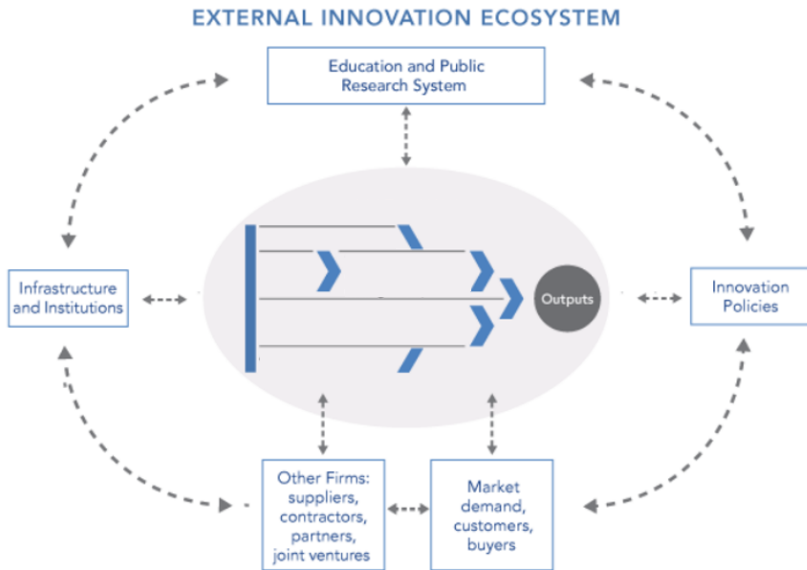 EXTERNAL INNOVATION ECOSYSTEM
Education and Public
Research System
Infrastructure
and Institutions
Outputs
Innovation
Policies
Other Firms:
suppliers,
contractors,
partners,
joint ventures
Market
demand,
customers,
buyers